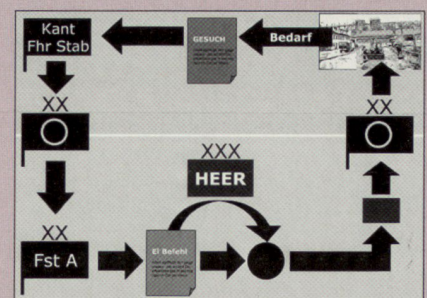 Kant
Fhr Stab
GESUCH
Bedarf
XX
XX
XXX
HEER
XX
Fst A
El Befehl